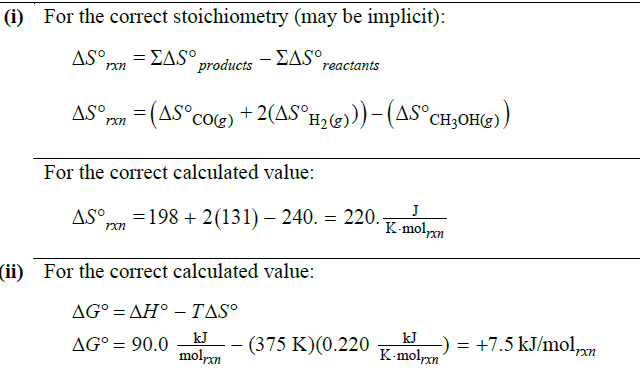 (i) For the correct stoichiometry (may be implicit):
ΔS°rxn = ΣΔS°products − ΣΔS°reactants
ΔS°rxn = (ΔS°CO(g) + 2(ΔS°H₂(g))) − (ΔS°CH₃OH(g))
For the correct calculated value:
ΔS°rxn = 198 + 2(131) − 240. = 220. J/K·molrxn
(ii) For the correct calculated value:
ΔG° = ΔH° − TΔS°
ΔG° = 90.0 kJ/molrxn − (375 K)(0.220 kJ/K·molrxn) = +7.5 kJ/molrxn